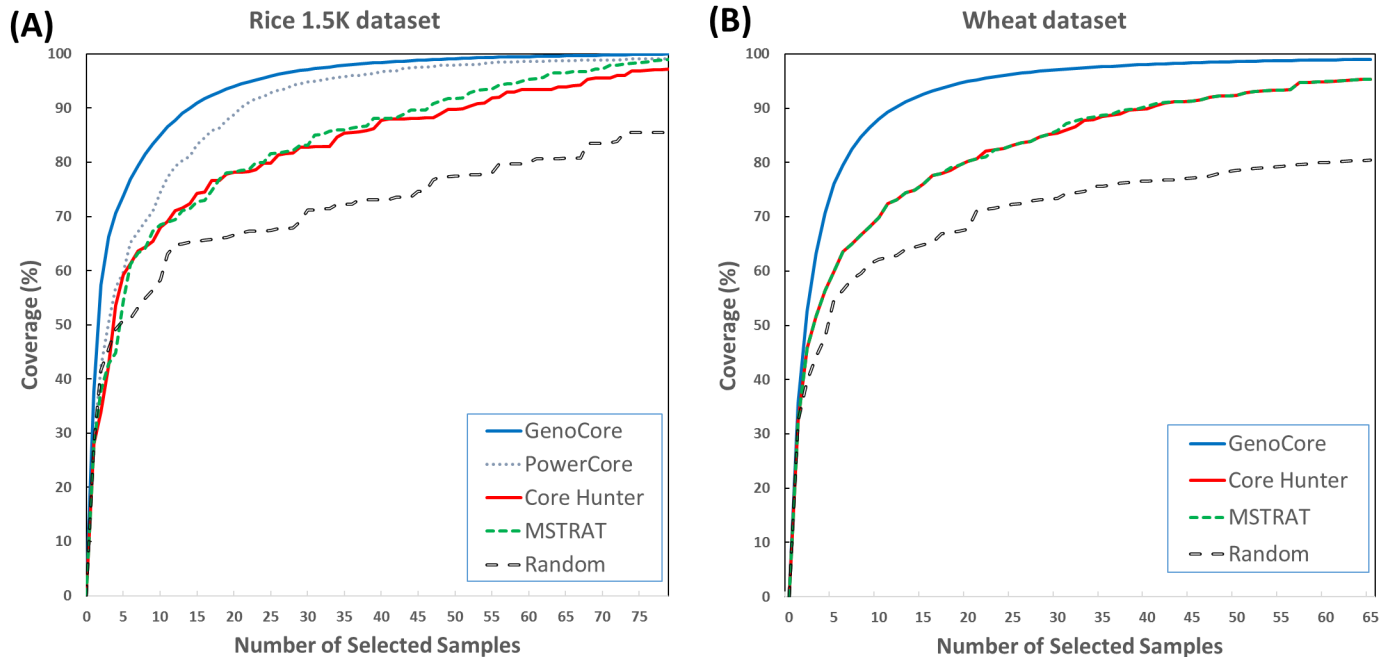 (A)
Rice 1.5K dataset
Coverage (%)
100
90
80
70
60
50
40
30
20
10
0
GenoCore
PowerCore
Core Hunter
MSTRAT
Random
0 5 10 15 20 25 30 35 40 45 50 55 60 65 70 75
Number of Selected Samples
(B)
Wheat dataset
Coverage (%)
100
90
80
70
60
50
40
30
20
10
0
GenoCore
Core Hunter
MSTRAT
Random
0 5 10 15 20 25 30 35 40 45 50 55 60 65
Number of Selected Samples